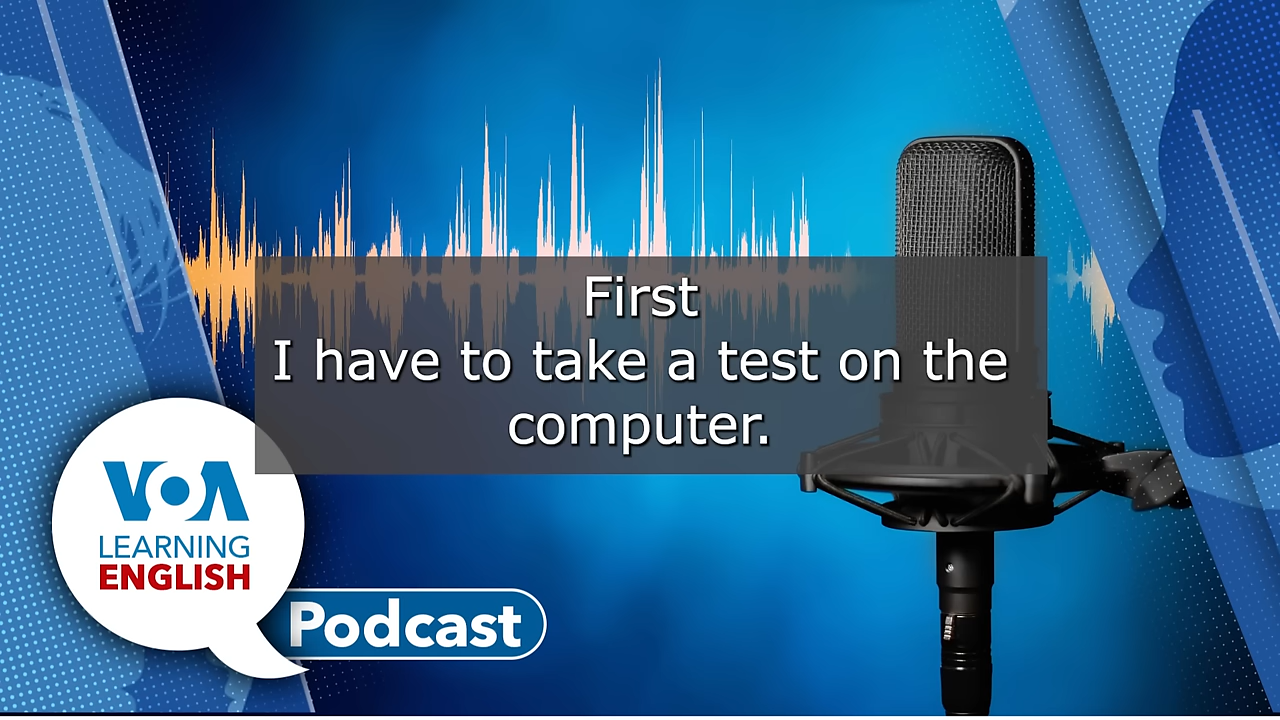 First
I have to take a test on the
computer.
VOA
LEARNING
ENGLISH
Podcast